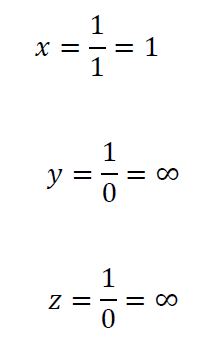 x = 1/1 = 1
y = 1/0 = ∞
z = 1/0 = ∞